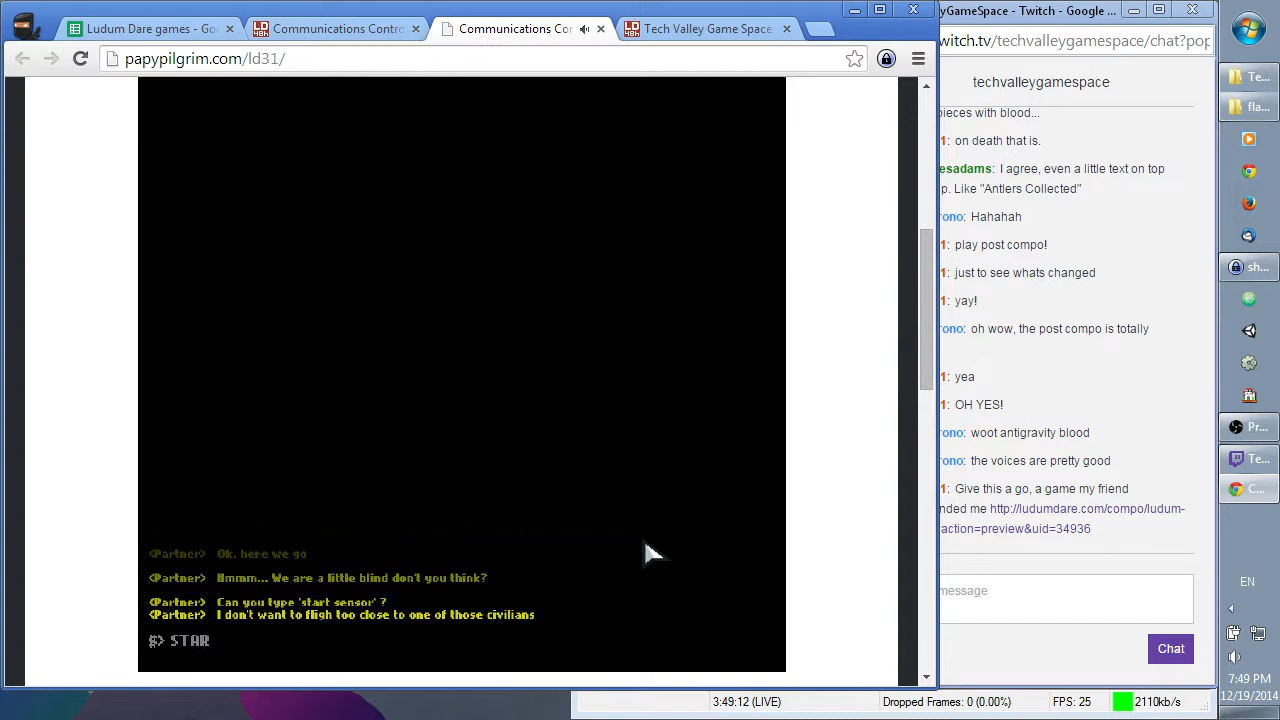 yGameSpace - Twitch - Google ...
Ludum Dare games - Goo
Communications Contro
Communications Con
Tech Valley Game Space
papypilgrim.com/ld31/
witch.tv/techvalleygamespace/chat?pop
techvalleygamespace
Te...
fla...
sh...
Pr...
Te...
C...
pieces with blood...
1: on death that is.
esadams: I agree, even a little text on top
p. Like "Antlers Collected"
rono: Hahahah
1: play post compo!
1: just to see whats changed
1: yay!
rono: oh wow, the post compo is totally
1: yea
1: OH YES!
rono: woot antigravity blood
rono: the voices are pretty good
1: Give this a go, a game my friend
nded me http://ludumdare.com/compo/ludum-
action=preview&uid=34936
message
Chat
<Partner> Ok, here we go
<Partner> Hmmm... We are a little blind don't you think?
<Partner> Can you type 'start sensor' ?
<Partner> I don't want to fligh too close to one of those civilians
$> STAR
EN
7:49 PM
12/19/2014
3:49:12 (LIVE)
Dropped Frames: 0 (0.00%)
FPS: 25
2110kb/s